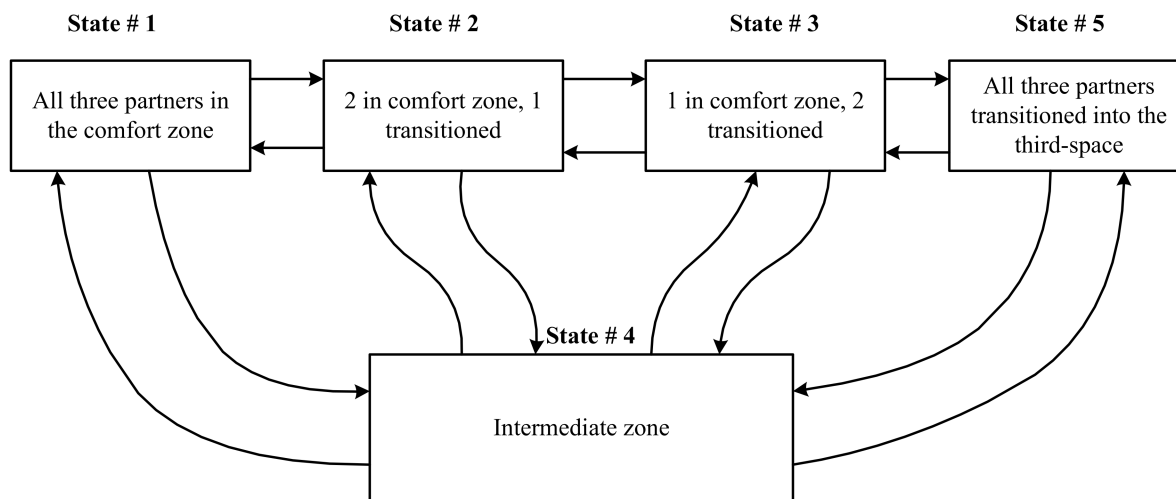 State # 1
State # 2
State # 3
State # 5
All three partners in
the comfort zone
2 in comfort zone, 1
transitioned
1 in comfort zone, 2
transitioned
All three partners
transitioned into the
third-space
State # 4
Intermediate zone